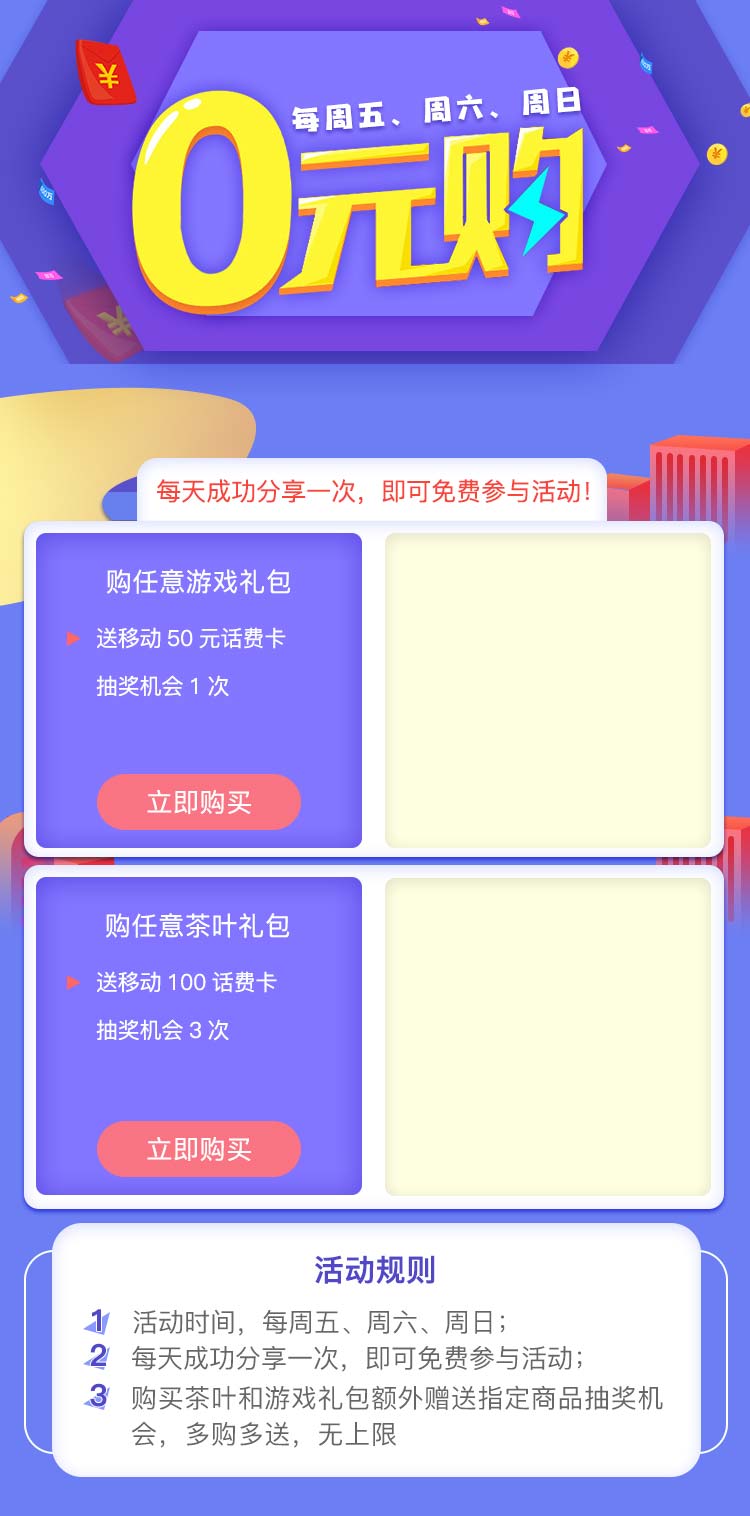 ¥
每周五、周六、周日
0元购
每天成功分享一次，即可免费参与活动！
购任意游戏礼包
送移动 50 元话费卡
抽奖机会 1 次
立即购买
购任意茶叶礼包
送移动 100 话费卡
抽奖机会 3 次
立即购买
活动规则
1 活动时间，每周五、周六、周日；
2 每天成功分享一次，即可免费参与活动；
3 购买茶叶和游戏礼包额外赠送指定商品抽奖机
会，多购多送，无上限